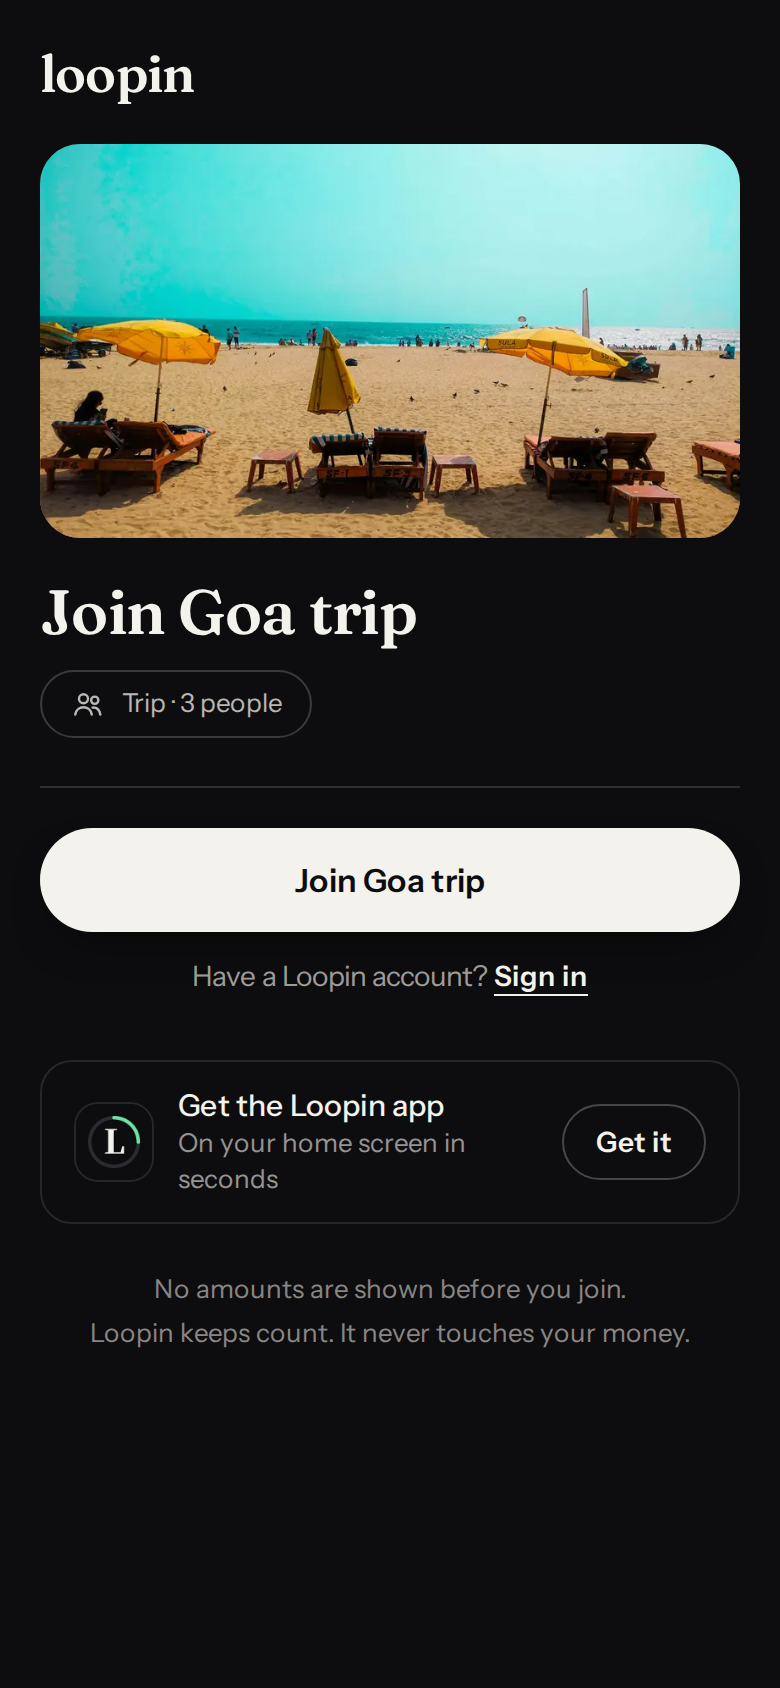 loopin
SULA
Join Goa trip
Trip · 3 people
Join Goa trip
Have a Loopin account? Sign in
Get the Loopin app
On your home screen in
seconds
L
Get it
No amounts are shown before you join.
Loopin keeps count. It never touches your money.